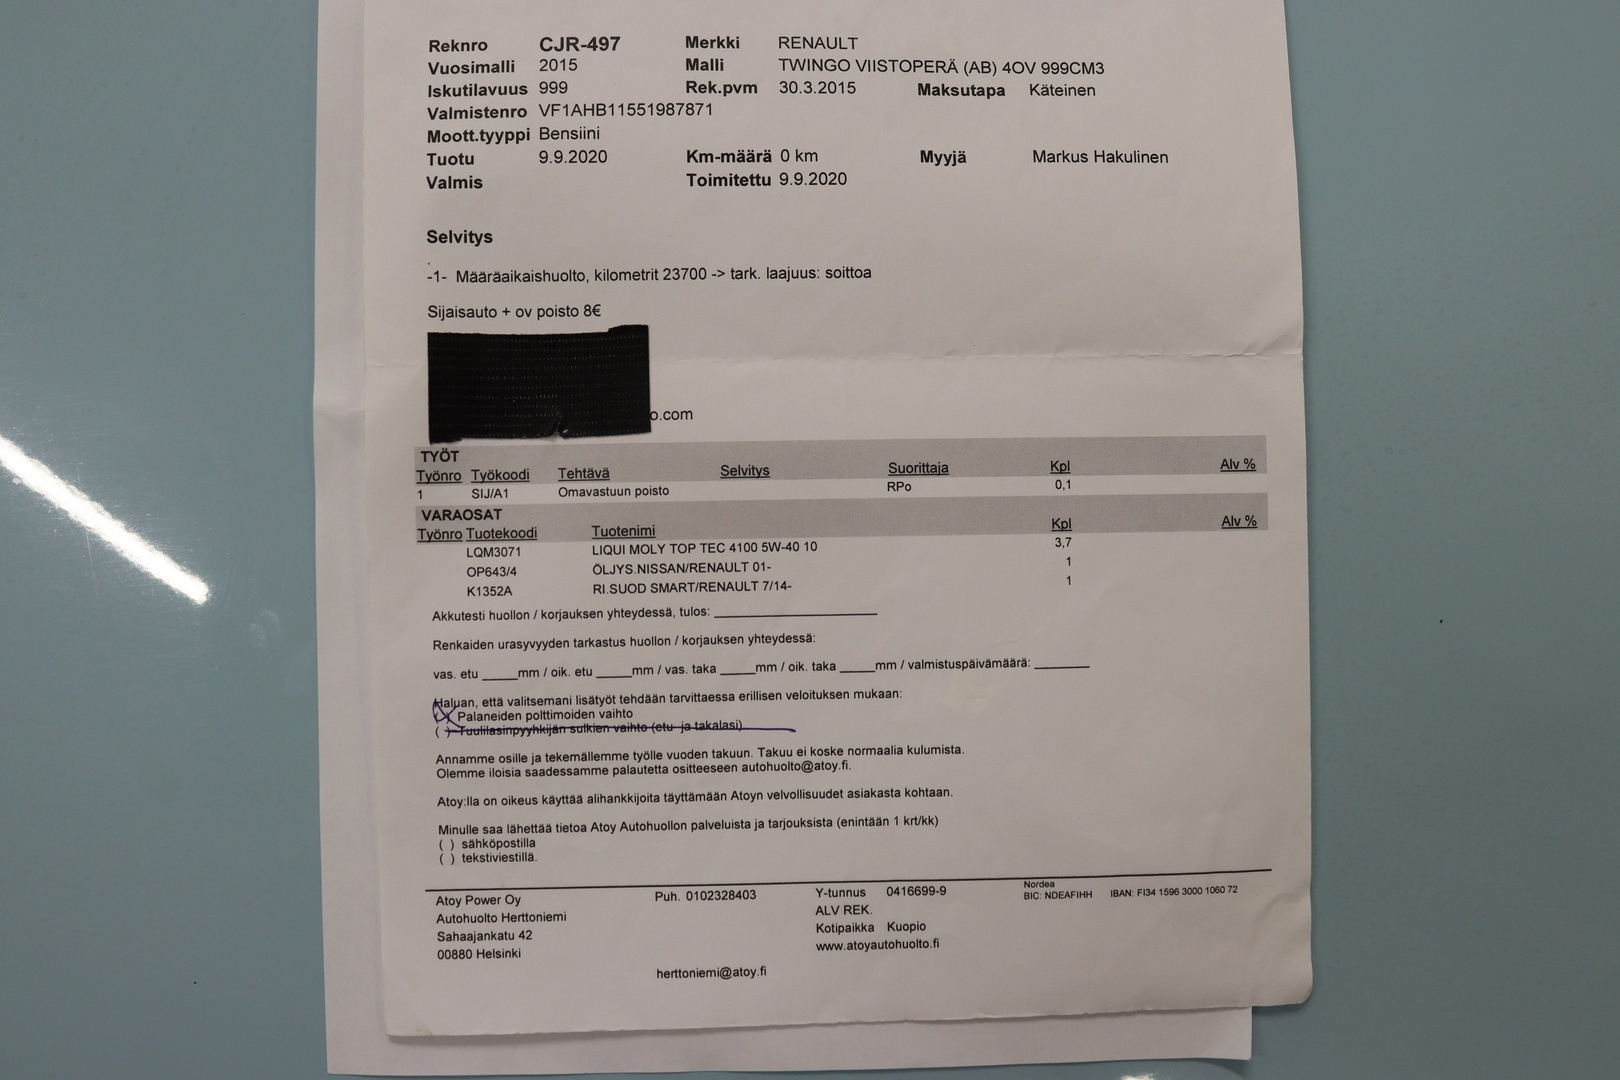 Reknro CJR-497 Merkki RENAULT
Vuosimalli 2015 Malli TWINGO VIISTOPERÄ (AB) 4OV 999CM3
Iskutilavuus 999 Rek.pvm 30.3.2015 Maksutapa Käteinen
Valmistenro VF1AHB11551987871
Moott.tyyppi Bensiini
Tuotu 9.9.2020 Km-määrä 0 km Myyjä Markus Hakulinen
Valmis Toimitettu 9.9.2020
Selvitys
-1- Määräaikaishuolto, kilometrit 23700 -> tark. laajuus: soittoa
Sijaisauto + ov poisto 8€
o.com
TYÖT
Työnro Työkoodi Tehtävä Selvitys Suorittaja Kpl Alv %
1 SIJ/A1 Omavastuun poisto RPo 0,1
VARAOSAT
Työnro Tuotekoodi Tuotenimi Kpl Alv %
LQM3071 LIQUI MOLY TOP TEC 4100 5W-40 10 3,7
OP643/4 ÖLJYS.NISSAN/RENAULT 01- 1
K1352A RI.SUOD SMART/RENAULT 7/14- 1
Akkutesti huollon / korjauksen yhteydessä, tulos: ____________________
Renkaiden urasyvyyden tarkastus huollon / korjauksen yhteydessä:
vas. etu _____mm / oik. etu _____mm / vas. taka _____mm / oik. taka _____mm / valmistuspäivämäärä: ________
Haluan, että valitsemani lisätyöt tehdään tarvittaessa erillisen veloituksen mukaan:
(X) Palaneiden polttimoiden vaihto
( ) Tuulilasinpyyhkijän sulkien vaihto (etu- ja takalasi)
Annamme osille ja tekemällemme työlle vuoden takuun. Takuu ei koske normaalia kulumista.
Olemme iloisia saadessamme palautetta ositteeseen autohuolto@atoy.fi.
Atoy:lla on oikeus käyttää alihankkijoita täyttämään Atoyn velvollisuudet asiakasta kohtaan.
Minulle saa lähettää tietoa Atoy Autohuollon palveluista ja tarjouksista (enintään 1 krt/kk)
( ) sähköpostilla
( ) tekstiviestillä.
Atoy Power Oy Puh. 0102328403 Y-tunnus 0416699-9 Nordea
BIC: NDEAFIHH IBAN: FI34 1596 3000 1060 72
Autohuolto Herttoniemi ALV REK.
Sahaajankatu 42 Kotipaikka Kuopio
00880 Helsinki www.atoyautohuolto.fi
herttoniemi@atoy.fi